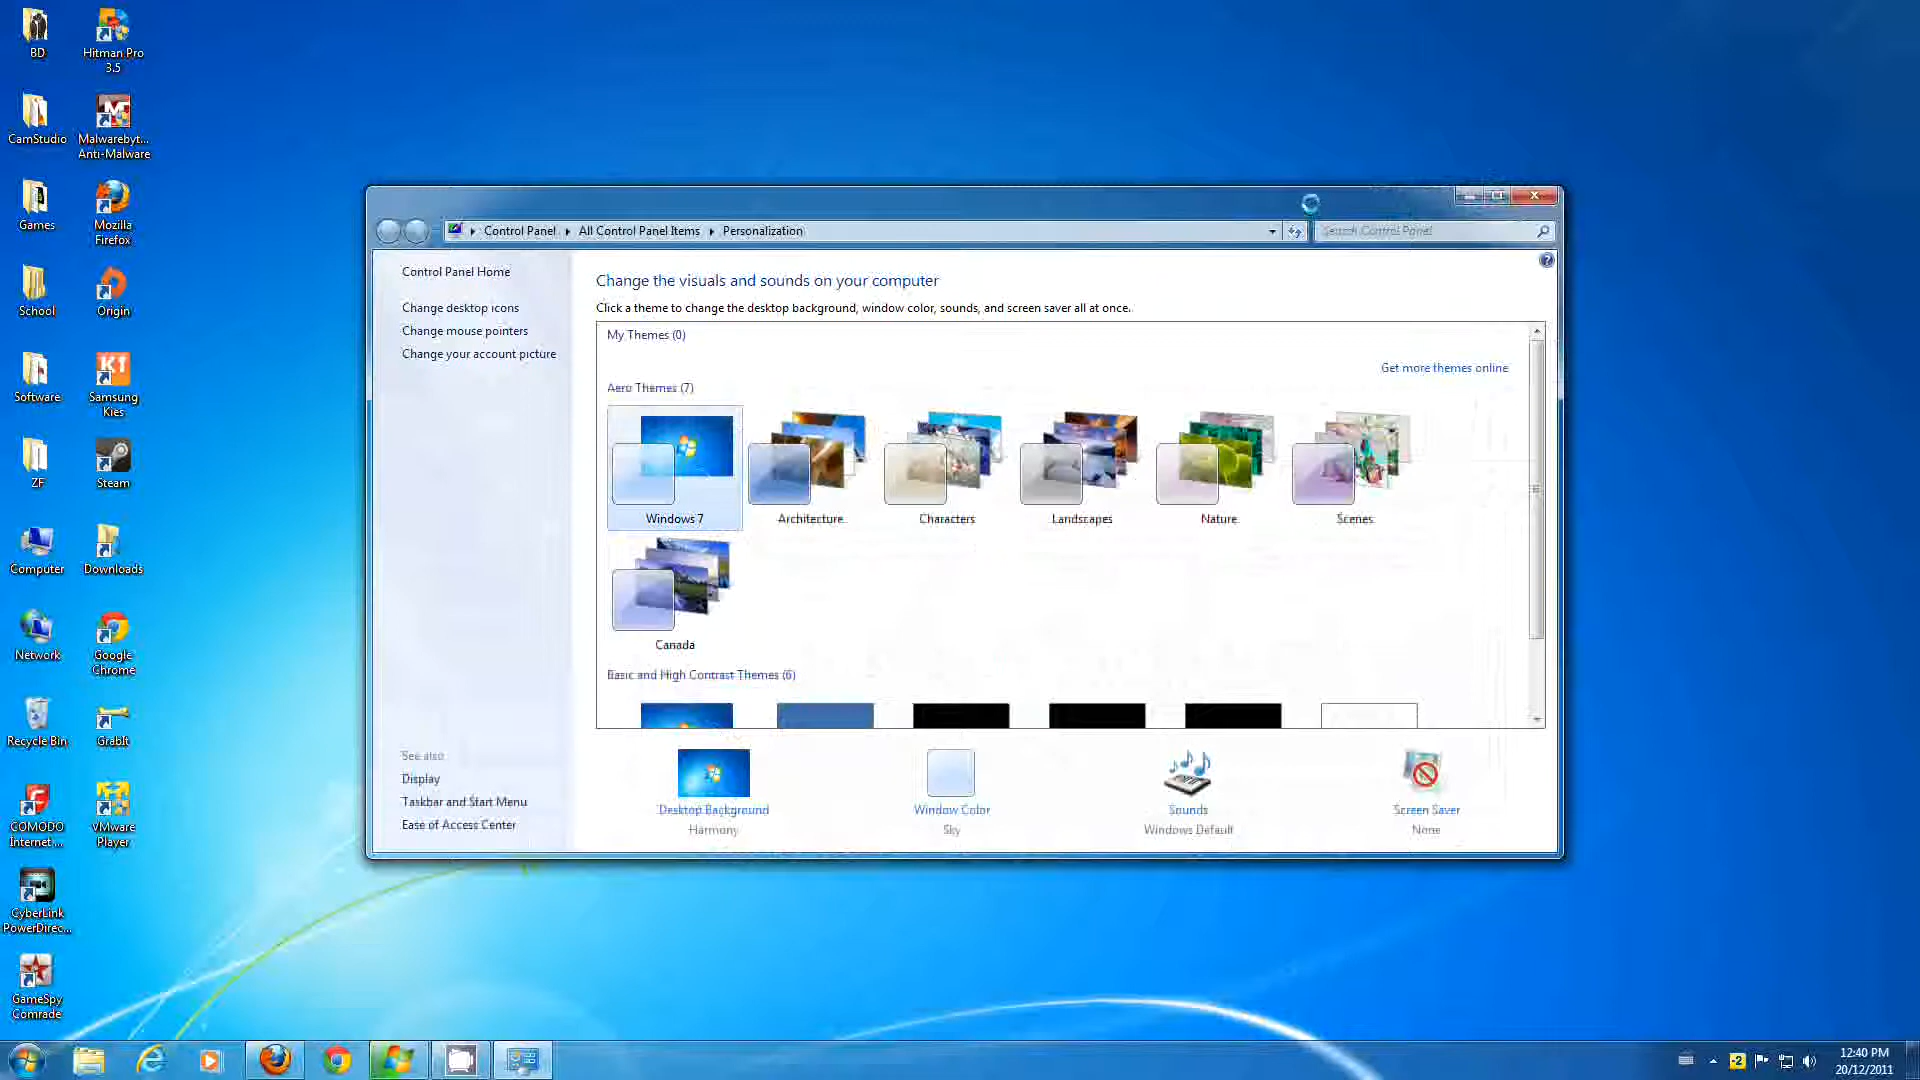 BD
Hitman Pro
3.5
CamStudio
Malwarebyt...
Anti-Malware
Games
Mozilla
Firefox
School
Origin
Software
Samsung
Kies
ZF
Steam
Computer
Downloads
Network
Google
Chrome
Recycle Bin
GrabIt
COMODO
Internet ...
VMware
Player
CyberLink
PowerDirec...
GameSpy
Comrade
Control Panel
All Control Panel Items
Personalization
Search Control Panel
Control Panel Home
Change desktop icons
Change mouse pointers
Change your account picture
See also
Display
Taskbar and Start Menu
Ease of Access Center
Change the visuals and sounds on your computer
Click a theme to change the desktop background, window color, sounds, and screen saver all at once.
My Themes (0)
Get more themes online
Aero Themes (7)
Windows 7
Architecture
Characters
Landscapes
Nature
Scenes
Canada
Basic and High Contrast Themes (6)
Desktop Background
Harmony
Window Color
Sky
Sounds
Windows Default
Screen Saver
None
-2
12:40 PM
20/12/2011